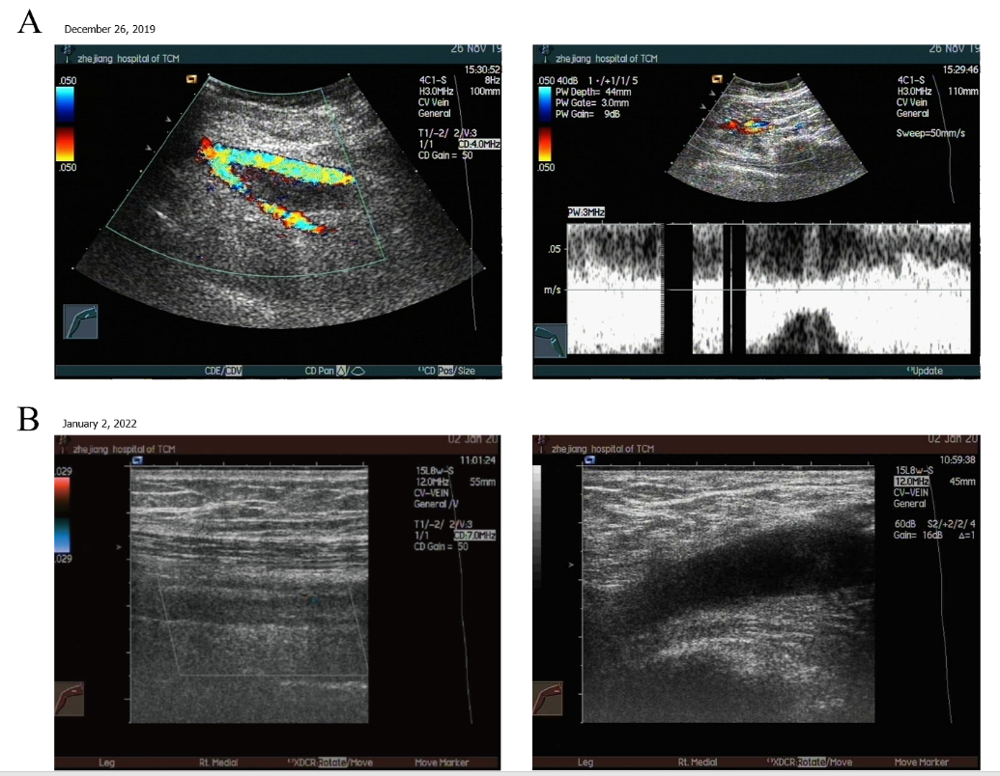 A
December 26, 2019
26 Nov 19
zhejiang hospital of TCM
15:30:52
.050
4C1-S 8Hz
H3.0MHz 100mm
CV Vein
General
T1/-2/ 2/V:3
1/1 CD:4.0MHz
CD Gain = 50
.050
CDE/CDV
CD Pan
CD Pos/Size
26 Nov 19
zhejiang hospital of TCM
15:29:46
.050 40dB 1 ·/+1/1/ 5
PW Depth= 44mm
PW Gate= 3.0mm
PW Gain= 9dB
4C1-S
H3.0MHz 110mm
CV Vein
General
Sweep=50mm/s
.050
PW:3MHz
.05
m/s
Update
B
January 2, 2022
02 Jan 20
zhejiang hospital of TCM
11:01:24
.029
15L8w-S
12.0MHz 55mm
CV-VEIN
General /V
T1/-2/ 2/V:3
1/1 CD:7.0MHz
CD Gain = 50
.029
Leg
Rt. Medial
XDCR:Rotate/Move
Move Marker
02 Jan 20
zhejiang hospital of TCM
10:59:38
15L8w-S
12.0MHz 45mm
CV-VEIN
General
60dB S2/+2/2/ 4
Gain= 16dB Δ=1
Leg
Rt. Medial
XDCR:Rotate/Move
Move Marker